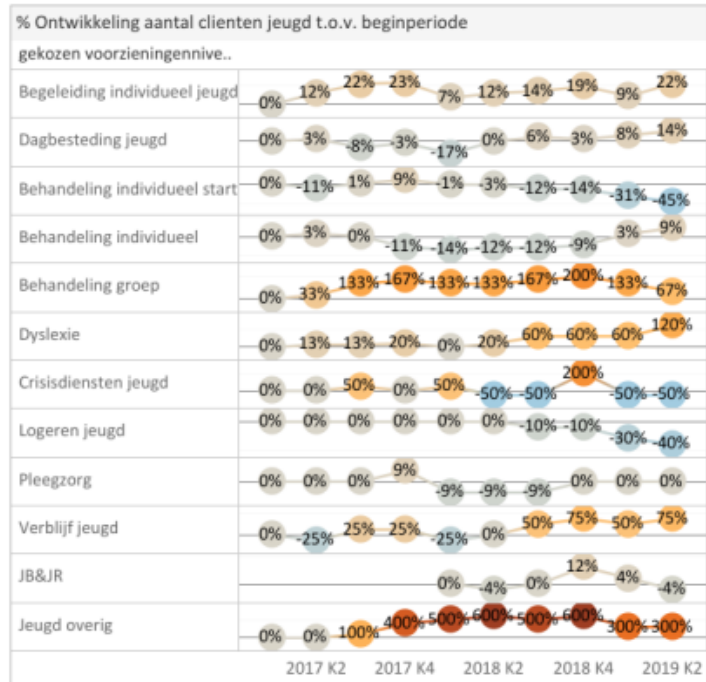 % Ontwikkeling aantal clienten jeugd t.o.v. beginperiode
gekozen voorzieningennive..
Begeleiding individueel jeugd 0% 12% 22% 23% 7% 12% 14% 19% 9% 22%
Dagbesteding jeugd 0% 3% -8% -3% -17% 0% 6% 3% 8% 14%
Behandeling individueel start 0% -11% 1% 9% -1% -3% -12% -14% -31% -45%
Behandeling individueel 0% 3% 0% -11% -14% -12% -12% -9% 3% 9%
Behandeling groep 0% 33% 133% 167% 133% 133% 167% 200% 133% 67%
Dyslexie 0% 13% 13% 20% 0% 20% 60% 60% 60% 120%
Crisisdiensten jeugd 0% 0% 50% 0% 50% -50% -50% 200% -50% -50%
Logeren jeugd 0% 0% 0% 0% 0% 0% -10% -10% -30% -40%
Pleegzorg 0% 0% 0% 9% -9% -9% -9% 0% 0% 0%
Verblijf jeugd 0% -25% 25% 25% -25% 0% 50% 75% 50% 75%
JB&JR 0% -4% 0% 12% 4% -4%
Jeugd overig 0% 0% 100% 400% 500% 600% 500% 600% 300% 300%
2017 K2 2017 K4 2018 K2 2018 K4 2019 K2